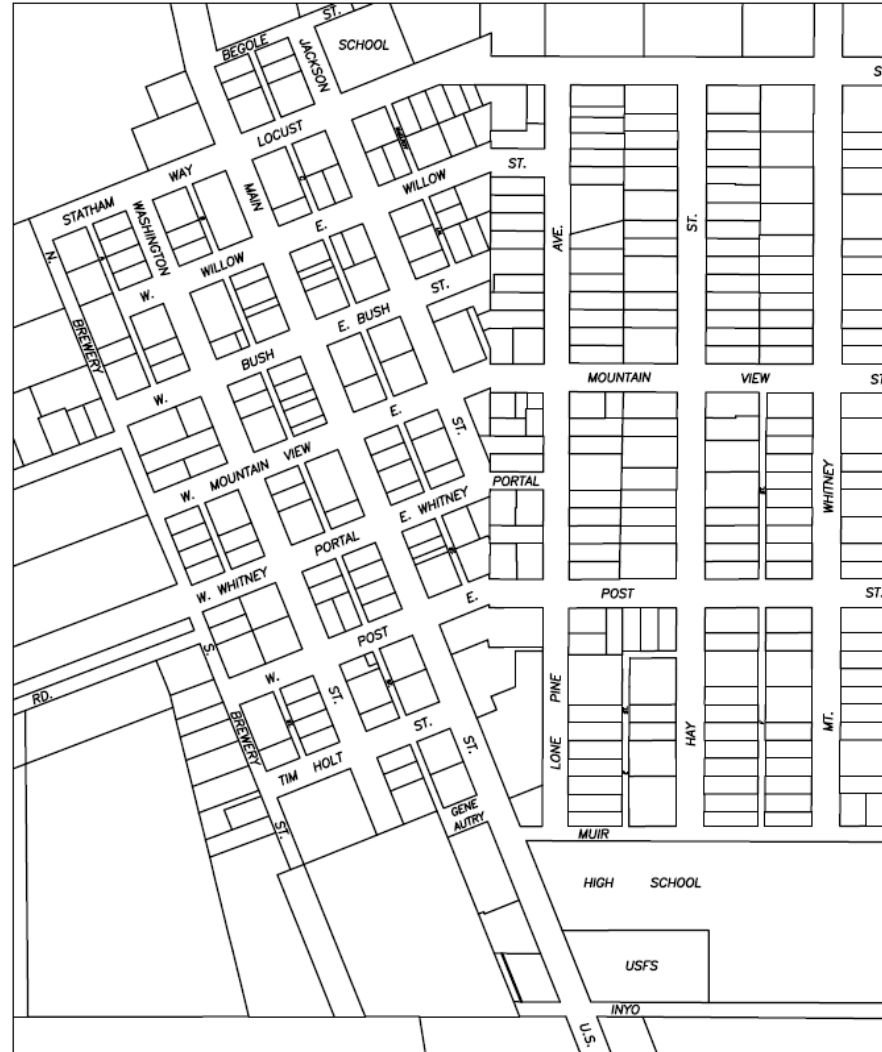 ST.
BEGOLE
JACKSON
SCHOOL
S
LOCUST
WAY
ST.
WILLOW
MAIN
STATHAM
WASHINGTON
E.
AVE.
ST.
N.
WILLOW
W.
ST.
BREWERY
E. BUSH
BUSH
MOUNTAIN
VIEW
ST.
W.
E.
ST.
MOUNTAIN VIEW
W.
PORTAL
WHITNEY
E. WHITNEY
PORTAL
W. WHITNEY
POST
ST.
E.
POST
S.
W.
RD.
ST.
PINE
LONE
HAY
MT.
BREWERY
ST.
ST.
TIM HOLT
GENE
AUTRY
ST.
MUIR
HIGH SCHOOL
USFS
INYO
U.S.